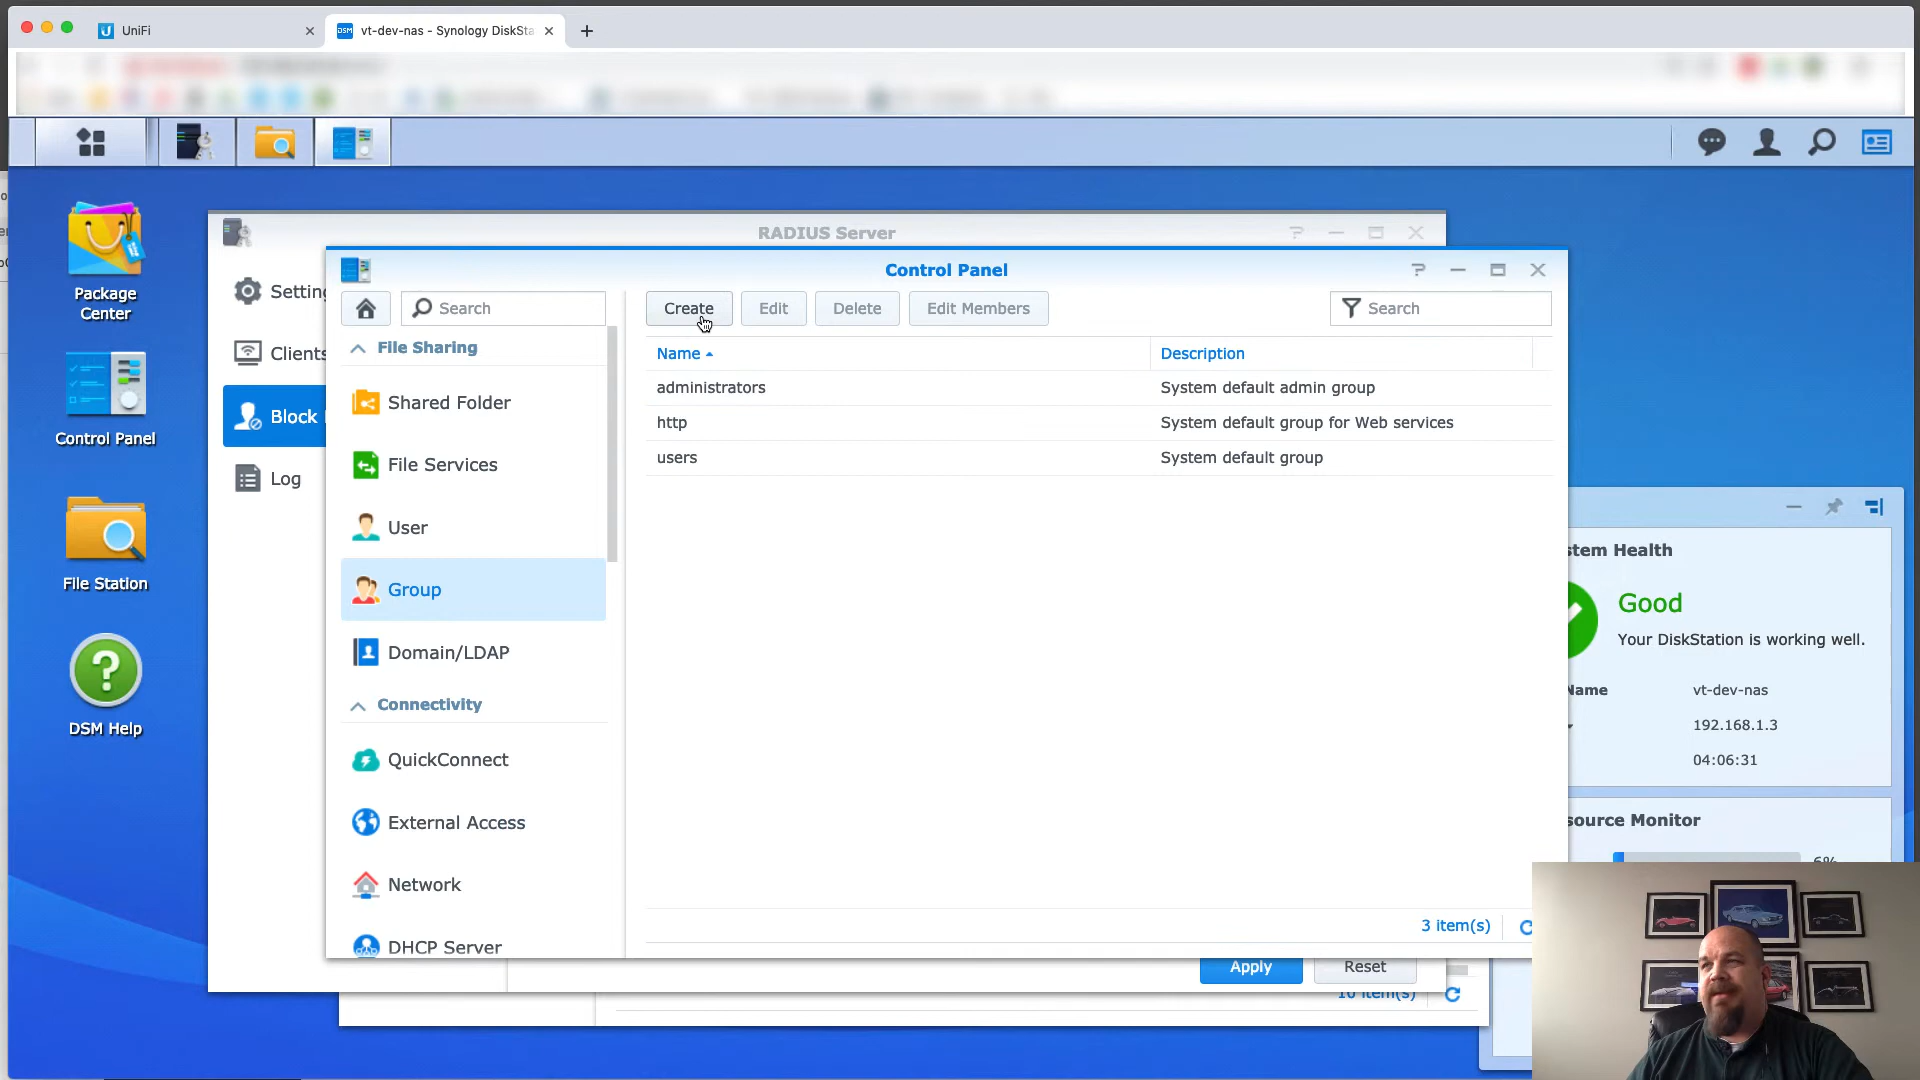 UniFi
DSM
vt-dev-nas - Synology DiskSta
Package
Center
Control Panel
File Station
DSM Help
RADIUS Server
Settin
Clients
Block
Log
Control Panel
Search
File Sharing
Shared Folder
File Services
User
Group
Domain/LDAP
Connectivity
QuickConnect
External Access
Network
DHCP Server
Create
Edit
Delete
Edit Members
Search
Name
Description
administrators
System default admin group
http
System default group for Web services
users
System default group
3 item(s)
Apply
Reset
10 item(s)
stem Health
Good
Your DiskStation is working well.
Name
vt-dev-nas
192.168.1.3
04:06:31
source Monitor
6%